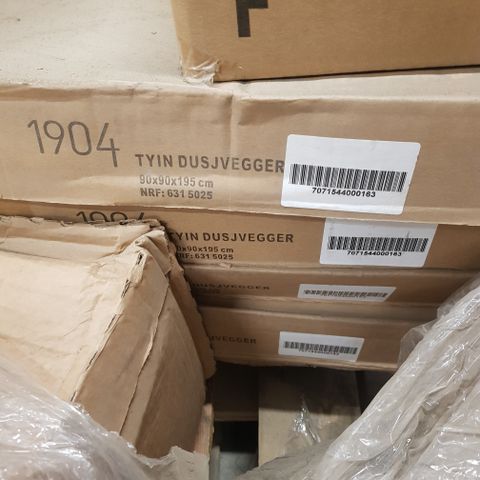 1904 TYIN DUSJVEGGER
90x90x195 cm
NRF: 631 5025
7071544000163
1904 TYIN DUSJVEGGER
90x195 cm
NRF: 631 5025
7071544000163
DUSJVEGGER
DUSJVEGGER